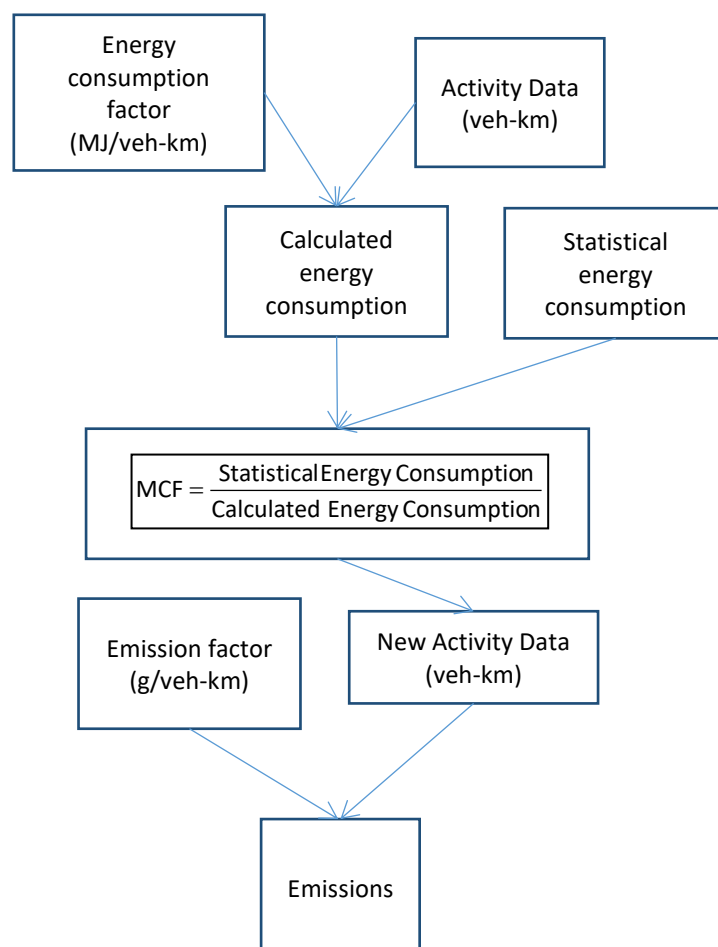 Energy
consumption
factor
(MJ/veh-km)
Activity Data
(veh-km)
Calculated
energy
consumption
Statistical
energy
consumption
MCF = Statistical Energy Consumption
Calculated Energy Consumption
Emission factor
(g/veh-km)
New Activity Data
(veh-km)
Emissions